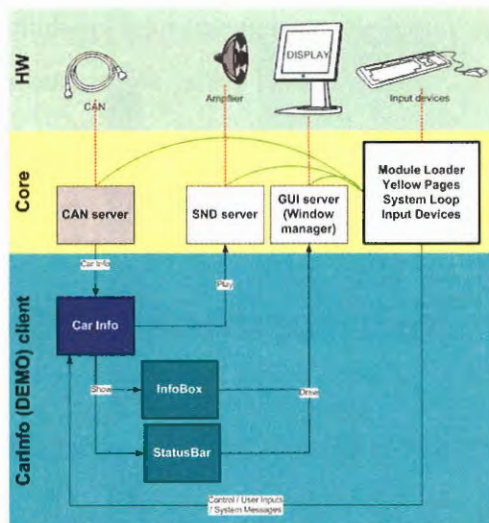 HW
DISPLAY
CAN
Ampflier
Input devices
Core
CAN server
SND server
GUI server
(Window
manager)
Module Loader
Yellow Pages
System Loop
Input Devices
CarInfo (DEMO) client
Car Info
Play
Car Info
Show
InfoBox
Draw
StatusBar
Control / User Inputs
/ System Messages